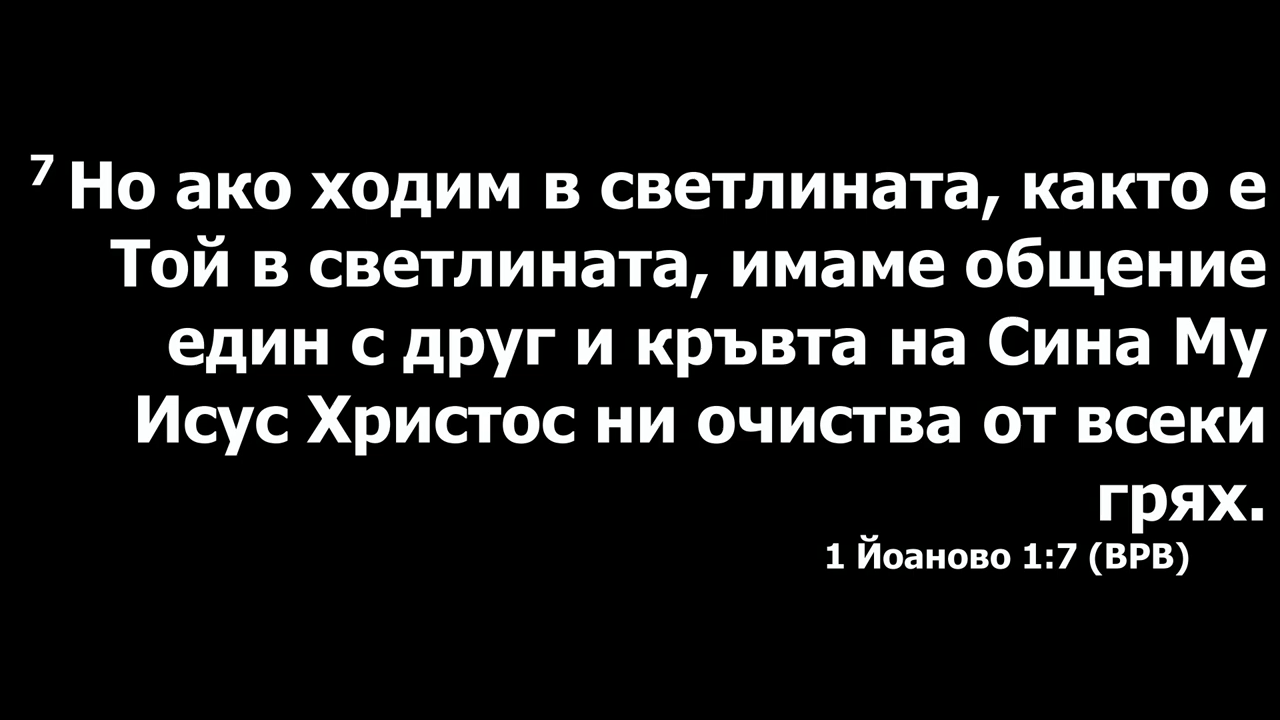 7 Но ако ходим в светлината, както е
Той в светлината, имаме общение
един с друг и кръвта на Сина Му
Исус Христос ни очиства от всеки
грях.
1 Йоаново 1:7 (ВРВ)